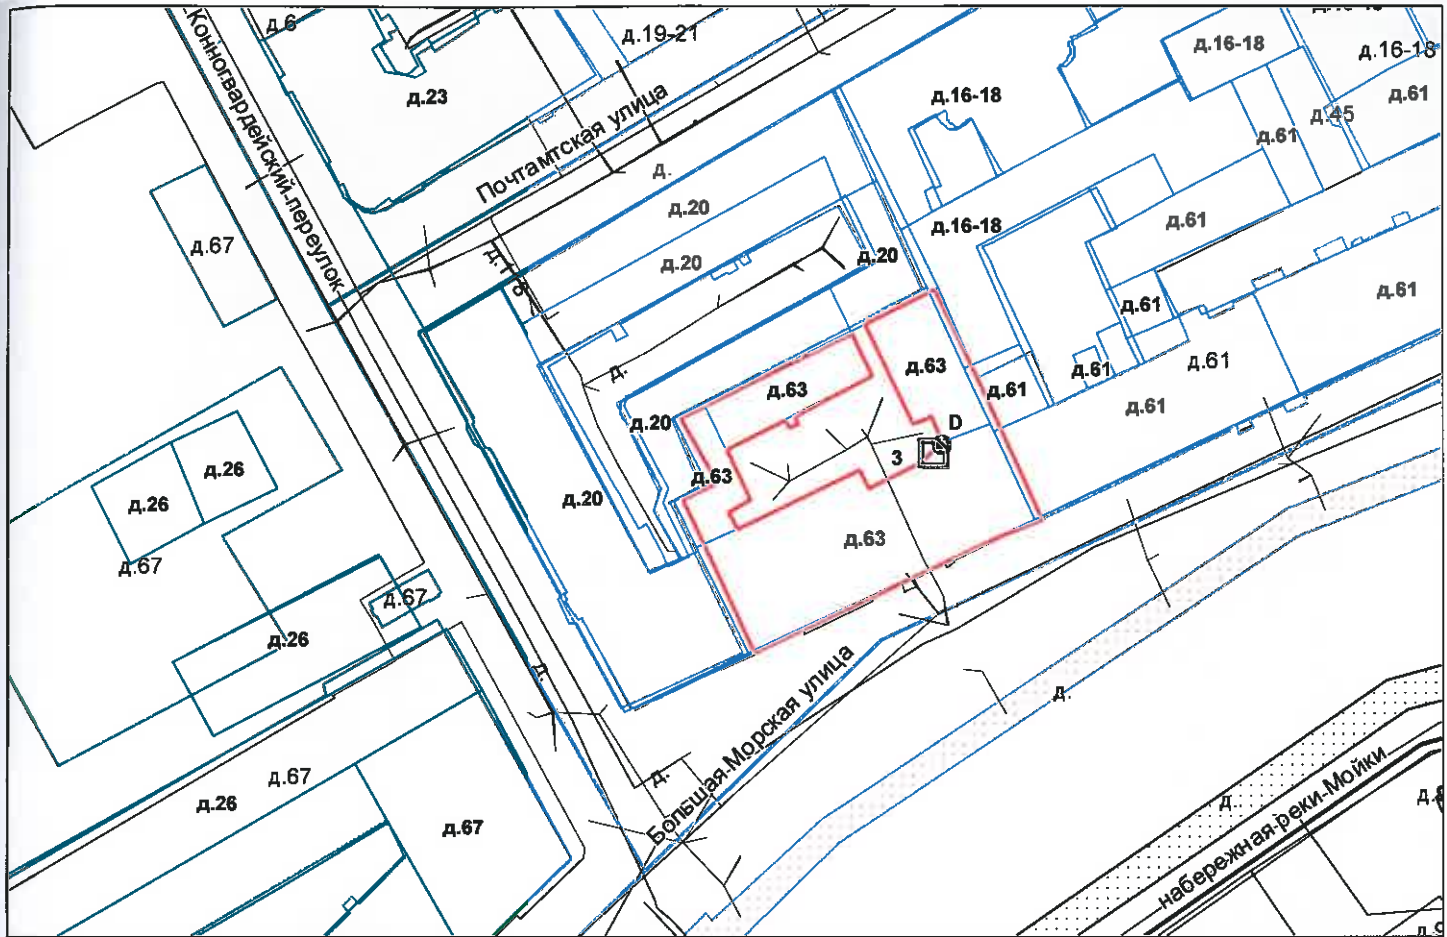 д.6
Конногвардейский переулок
д.19-21
д.16-18
д.16-18
д.23
д.16-18
д.61
д.45
д.61
Почтамтская улица
д.
д.20
д.16-18
д.61
д.67
д.20
д.20
д.61
д.61
д.63
д.61
д.61
д.
д.63
д.61
д.61
д.20
D
д.26
д.26
3
д.63
д.20
д.63
д.67
д.67
д.26
д.
д.
Большая-Морская улица
д.67
д.
д.26
д.67
д.
набережная-реки-Мойки